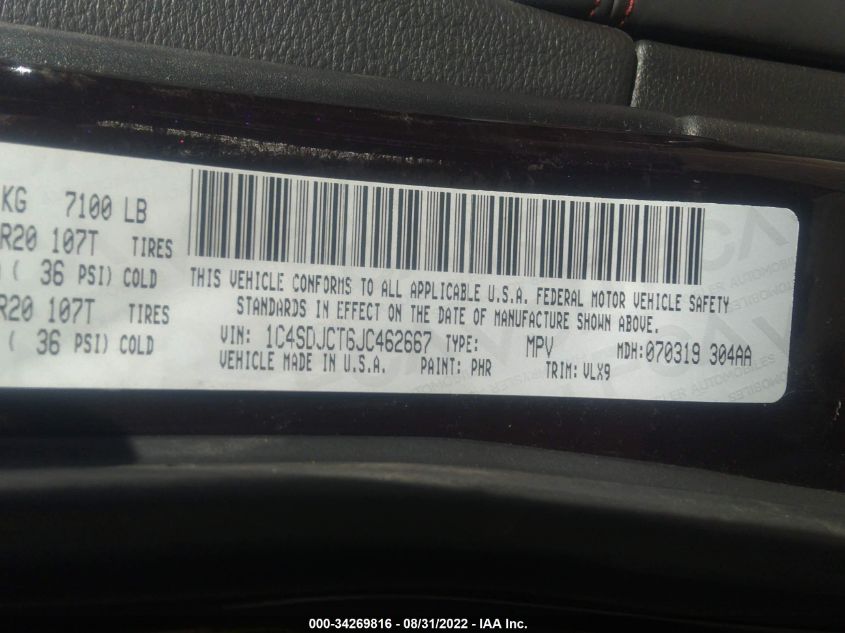 KG 7100 LB
R20 107T TIRES
( 36 PSI) COLD
R20 107T TIRES
( 36 PSI) COLD
THIS VEHICLE CONFORMS TO ALL APPLICABLE U.S.A. FEDERAL MOTOR VEHICLE SAFETY
STANDARDS IN EFFECT ON THE DATE OF MANUFACTURE SHOWN ABOVE.
VIN: 1C4SDJCT6JC462667 TYPE: MPV MDH:070319 304AA
VEHICLE MADE IN U.S.A. PAINT: PHR TRIM: VLX9
000-34269816 - 08/31/2022 - IAA Inc.